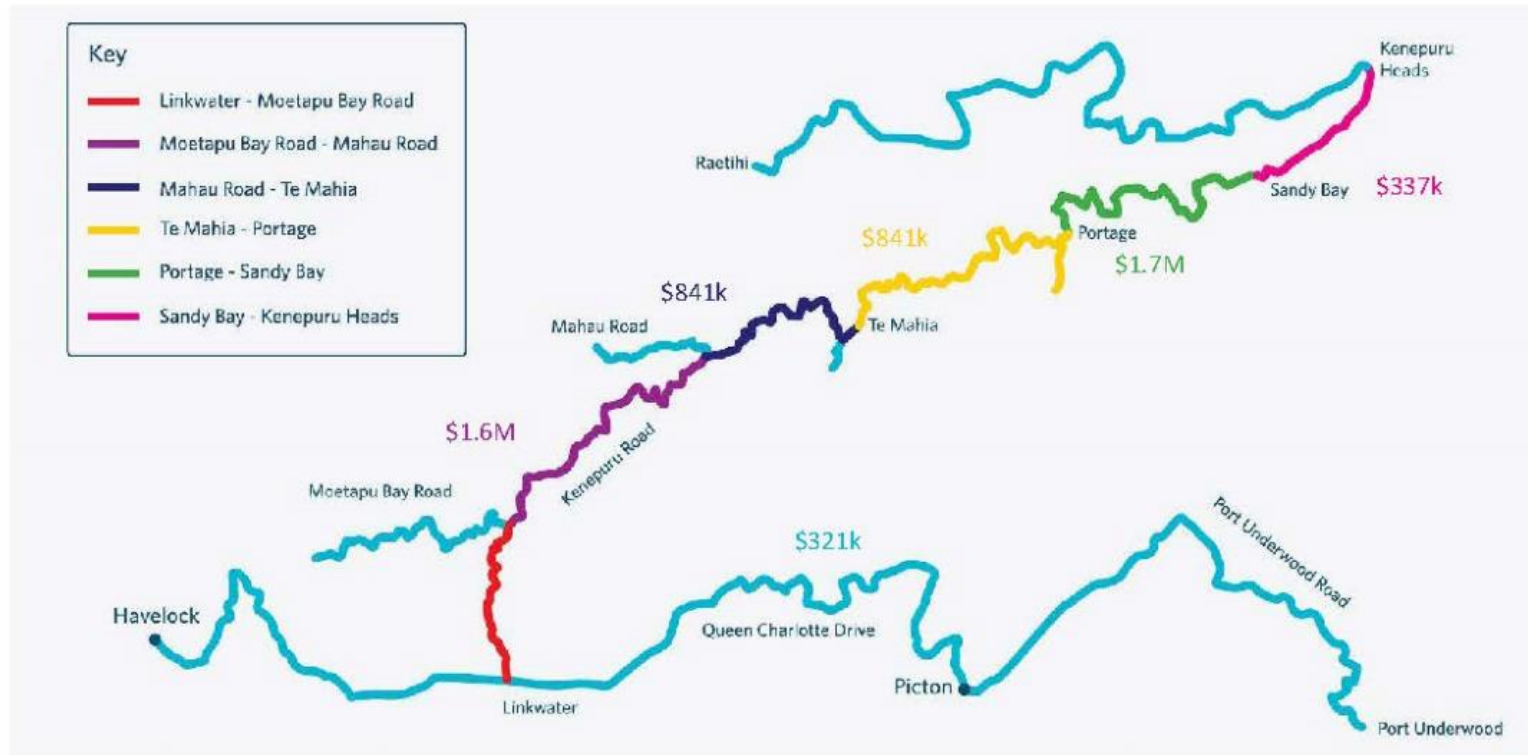 Key
Linkwater - Moetapu Bay Road
Moetapu Bay Road - Mahau Road
Mahau Road - Te Mahia
Te Mahia - Portage
Portage - Sandy Bay
Sandy Bay - Kenepuru Heads
Kenepuru
Heads
Raetihi
Sandy Bay
$337k
Portage
$1.7M
$841k
$841k
Mahau Road
Te Mahia
$1.6M
Kenepuru Road
Moetapu Bay Road
$321k
Port Underwood Road
Havelock
Queen Charlotte Drive
Picton
Linkwater
Port Underwood